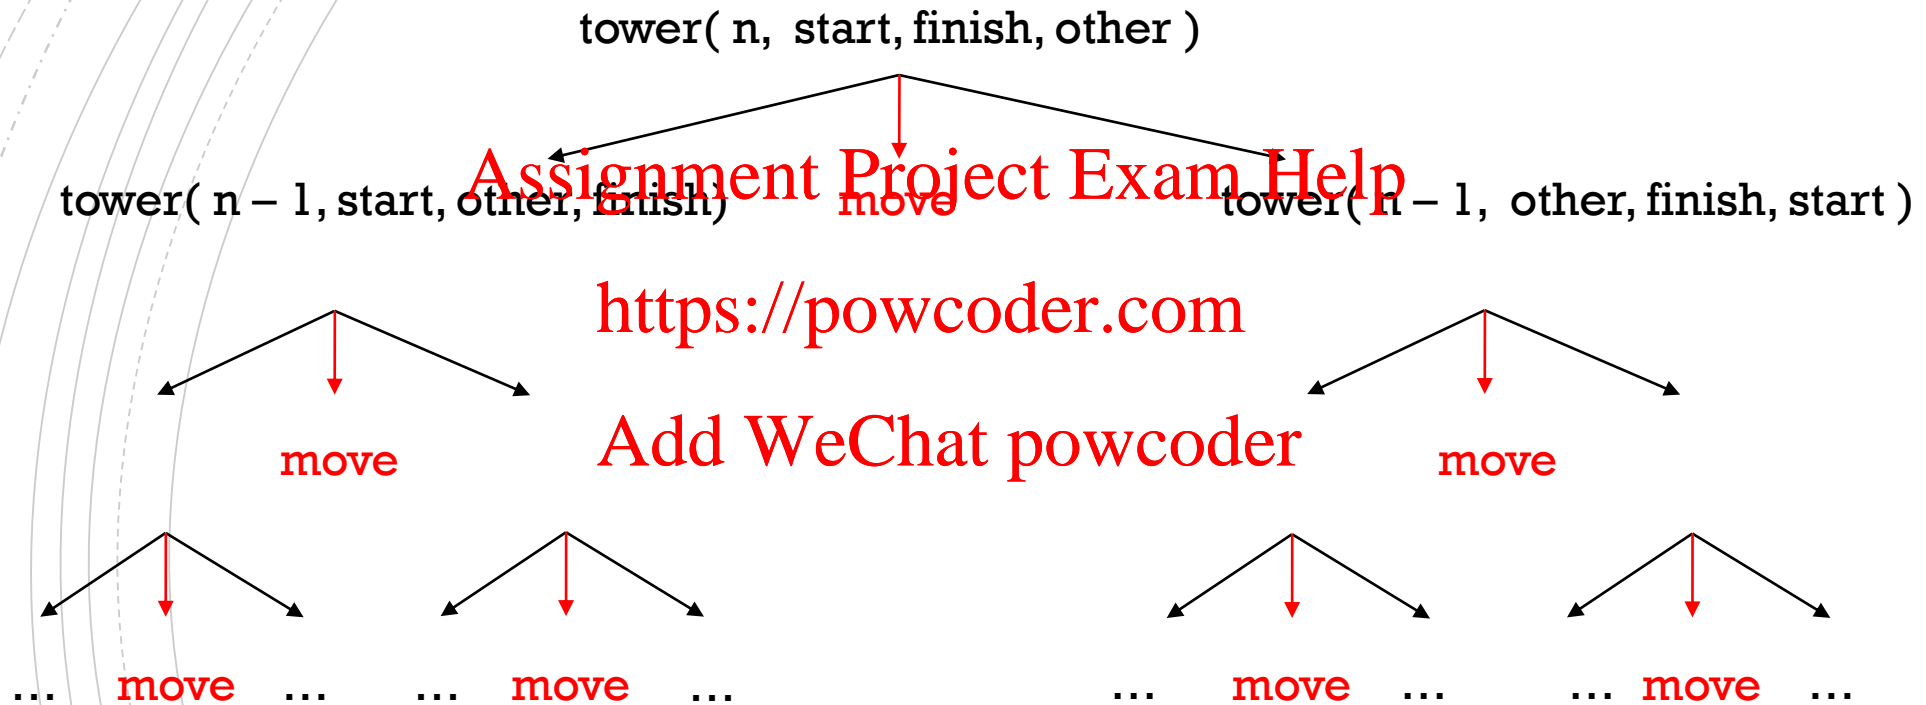 tower( n, start, finish, other )
Assignment Project Exam Help
tower( n – 1, start, other, finish) move tower( n – 1, other, finish, start )
https://powcoder.com
Add WeChat powcoder
move move
... move ... ... move ... ... move ... ... move ...